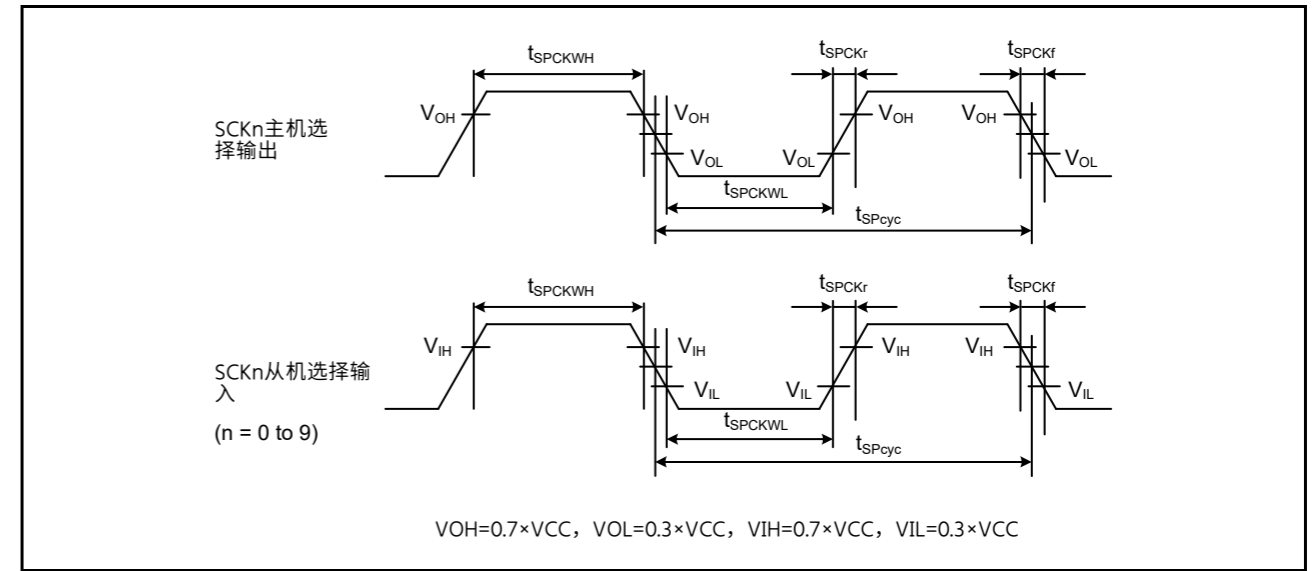 tSPCKWH
tSPCKr
tSPCKf
VOH
VOH
VOH
VOH
SCKn主机选
择输出
VOL
VOL
VOL
tSPCKWL
tSPcyc
tSPCKWH
tSPCKr
tSPCKf
VIH
VIH
VIH
VIH
SCKn从机选择输
入
VIL
VIL
VIL
(n = 0 to 9)
tSPCKWL
tSPcyc
VOH=0.7×VCC，VOL=0.3×VCC，VIH=0.7×VCC，VIL=0.3×VCC